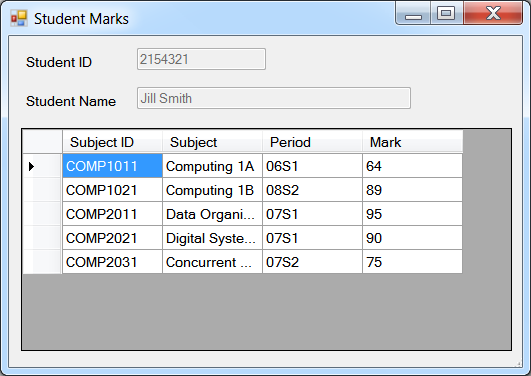 Student Marks
Student ID 2154321
Student Name Jill Smith
Subject ID Subject Period Mark
COMP1011 Computing 1A 06S1 64
COMP1021 Computing 1B 08S2 89
COMP2011 Data Organi... 07S1 95
COMP2021 Digital Syste... 07S1 90
COMP2031 Concurrent ... 07S2 75